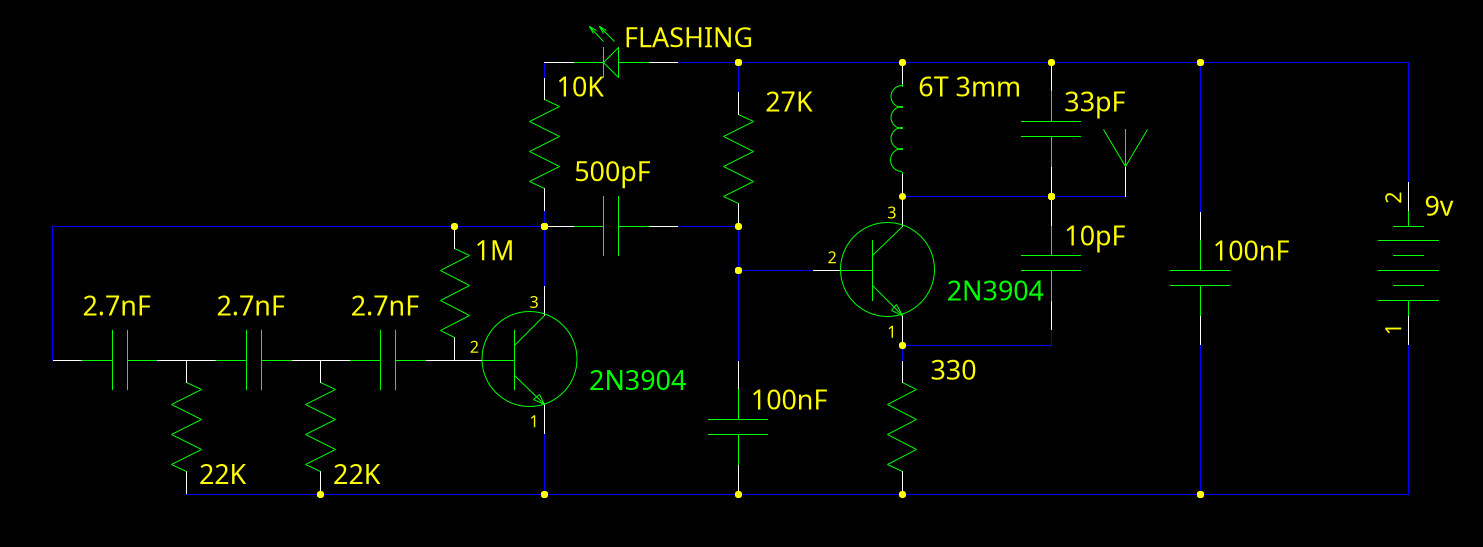 FLASHING
10K
27K
6T 3mm
33pF
500pF
2
9v
3
1M
10pF
100nF
2
2N3904
2.7nF
2.7nF
2.7nF
3
1
1
2
2N3904
330
100nF
1
22K
22K